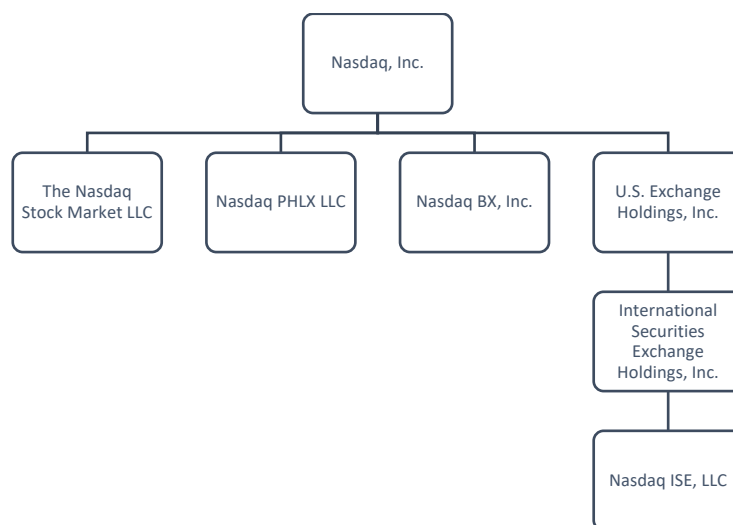 Nasdaq, Inc.
The Nasdaq
Stock Market LLC
Nasdaq PHLX LLC
Nasdaq BX, Inc.
U.S. Exchange
Holdings, Inc.
International
Securities
Exchange
Holdings, Inc.
Nasdaq ISE, LLC